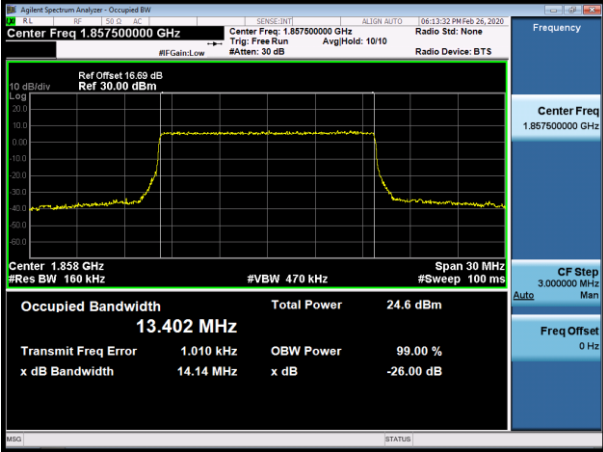 Agilent Spectrum Analyzer - Occupied BW
RL RF 50 Ω AC SENSE:INT ALIGN AUTO 06:13:32 PM Feb 26, 2020
Center Freq 1.857500000 GHz
Center Freq: 1.857500000 GHz
Radio Std: None
Trig: Free Run Avg|Hold: 10/10
#IFGain:Low
#Atten: 30 dB
Radio Device: BTS
Ref Offset 16.69 dB
10 dB/div Ref 30.00 dBm
Log
20.0
10.0
0.00
-10.0
-20.0
-30.0
-40.0
-50.0
-60.0
Center 1.858 GHz Span 30 MHz
#Res BW 160 kHz #VBW 470 kHz #Sweep 100 ms
Occupied Bandwidth Total Power 24.6 dBm
13.402 MHz
Transmit Freq Error 1.010 kHz OBW Power 99.00 %
x dB Bandwidth 14.14 MHz x dB -26.00 dB
MSG STATUS
Frequency
Center Freq
1.857500000 GHz
CF Step
3.000000 MHz
Auto Man
Freq Offset
0 Hz